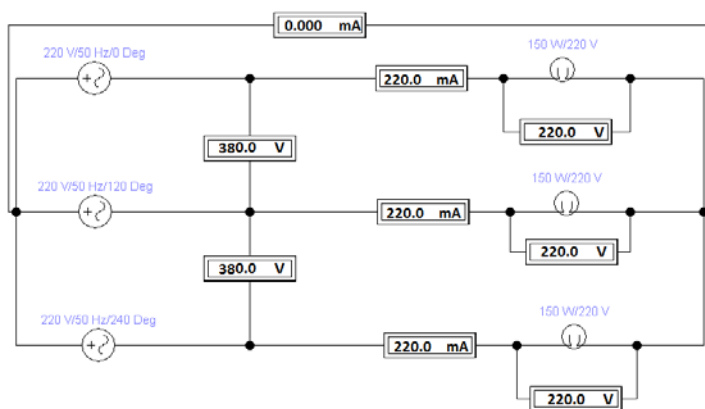 0.000 mA
220 V/50 Hz/0 Deg
150 W/220 V
220.0 mA
220.0 V
380.0 V
220 V/50 Hz/120 Deg
150 W/220 V
220.0 mA
220.0 V
380.0 V
220 V/50 Hz/240 Deg
150 W/220 V
220.0 mA
220.0 V